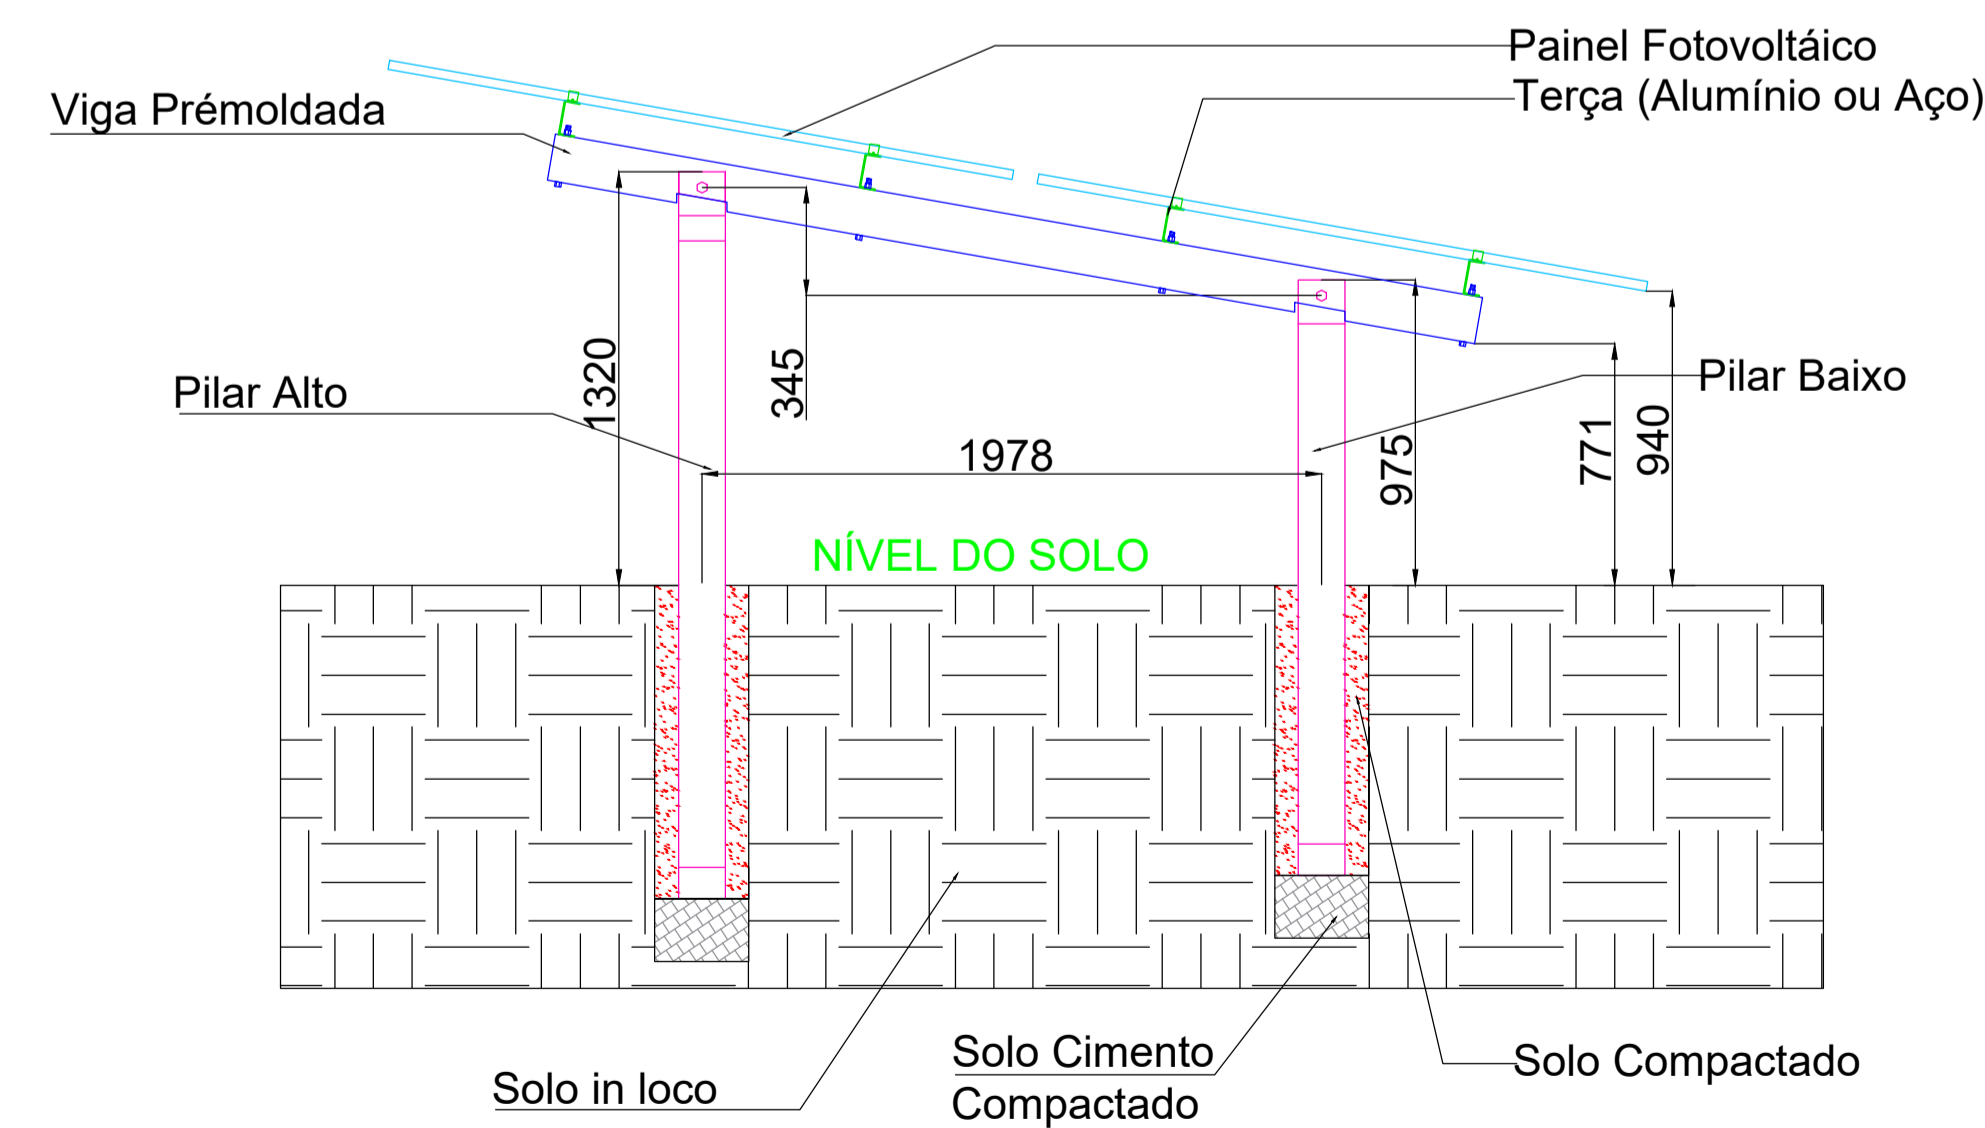 Painel Fotovoltáico
Viga Prémoldada
Terça (Alumínio ou Aço)
1320
345
Pilar Alto
Pilar Baixo
1978
975
771
940
NÍVEL DO SOLO
Solo in loco
Solo Cimento
Compactado
Solo Compactado